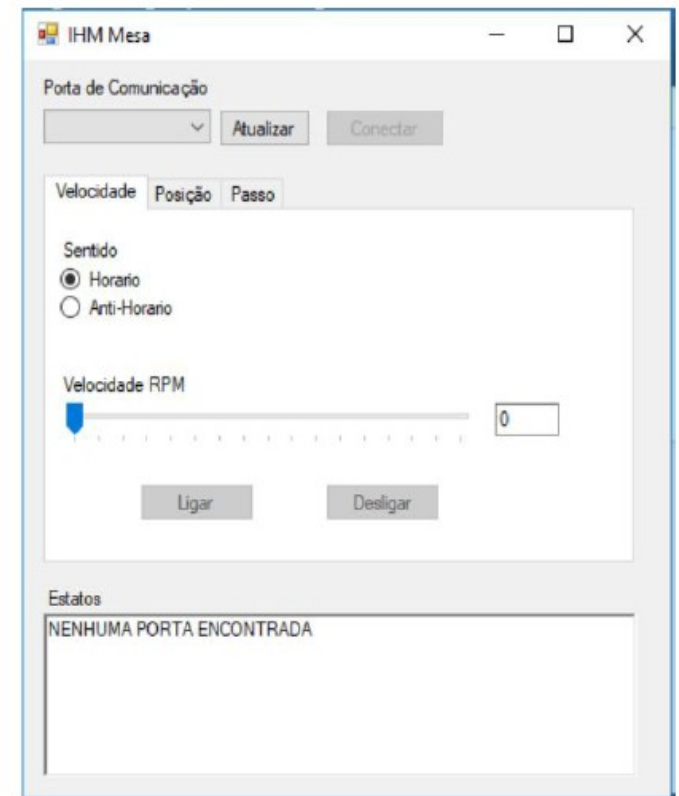 IHM Mesa
Porta de Comunicação
Atualizar Conectar
Velocidade Posição Passo
Sentido
Horario
Anti-Horario
Velocidade RPM
0
Ligar Desligar
Estatos
NENHUMA PORTA ENCONTRADA